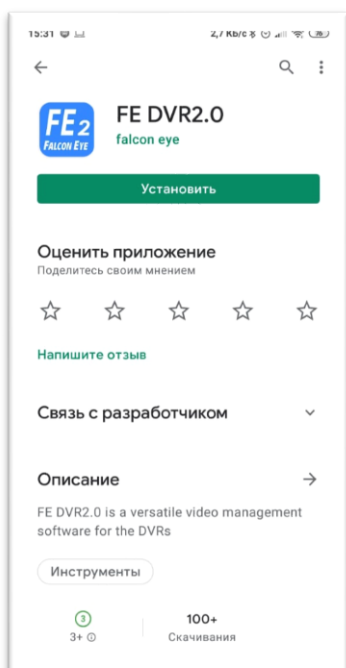 15:31
2,7 КБ/с
FE2
FALCON EYE
FE DVR2.0
falcon eye
Установить
Оценить приложение
Поделитесь своим мнением
Напишите отзыв
Связь с разработчиком
Описание
FE DVR2.0 is a versatile video management
software for the DVRs
Инструменты
3
100+
3+
Скачивания